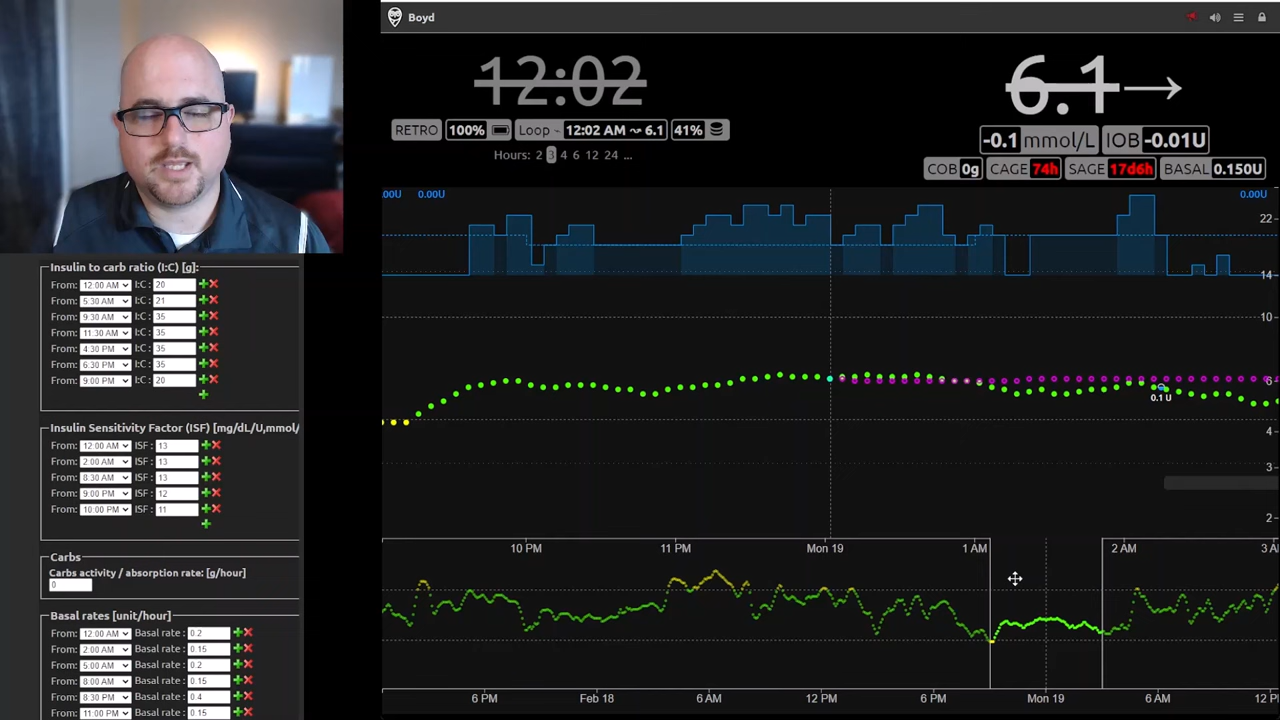 Boyd
12:02
6.1→
RETRO 100% Loop ~ 12:02 AM ↝ 6.1 41%
-0.1 mmol/L IOB -0.01U
Hours: 2 3 4 6 12 24 ...
COB 0g CAGE 74h SAGE 17d6h BASAL 0.150U
.00U 0.00U 0.00U
22
14
10
6
4
3
2
0.1 U
10 PM 11 PM Mon 19 1 AM 2 AM 3 A
6 PM Feb 18 6 AM 12 PM 6 PM Mon 19 6 AM 12 P
Insulin to carb ratio (I:C) [g]:
From: 12:00 AM I:C : 20
From: 5:30 AM I:C : 21
From: 9:30 AM I:C : 35
From: 11:30 AM I:C : 35
From: 4:30 PM I:C : 35
From: 6:30 PM I:C : 35
From: 9:00 PM I:C : 20
Insulin Sensitivity Factor (ISF) [mg/dL/U,mmol/
From: 12:00 AM ISF : 13
From: 2:00 AM ISF : 13
From: 8:30 AM ISF : 13
From: 9:00 PM ISF : 12
From: 10:00 PM ISF : 11
Carbs
Carbs activity / absorption rate: [g/hour]
0
Basal rates [unit/hour]
From: 12:00 AM Basal rate : 0.2
From: 2:00 AM Basal rate : 0.15
From: 5:00 AM Basal rate : 0.2
From: 8:00 AM Basal rate : 0.15
From: 8:30 PM Basal rate : 0.4
From: 11:00 PM Basal rate : 0.15